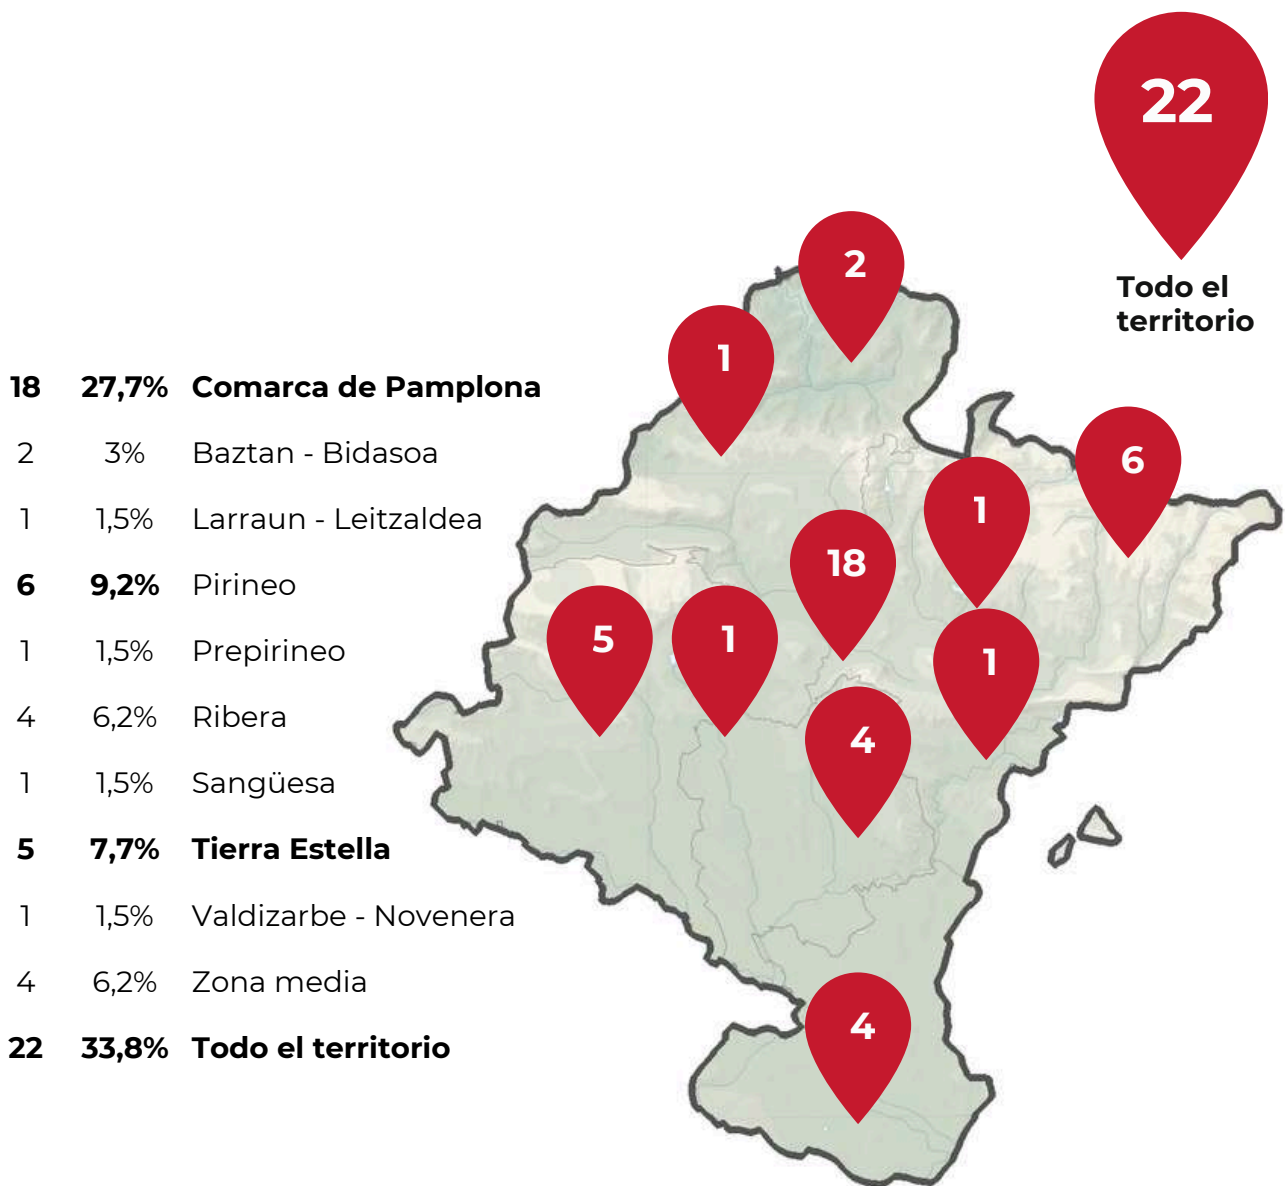 22
Todo el
territorio
2
1
6
1
18
5
1
1
4
4
18 27,7% Comarca de Pamplona
2 3% Baztan - Bidasoa
1 1,5% Larraun - Leitzaldea
6 9,2% Pirineo
1 1,5% Prepirineo
4 6,2% Ribera
1 1,5% Sangüesa
5 7,7% Tierra Estella
1 1,5% Valdizarbe - Novenera
4 6,2% Zona media
22 33,8% Todo el territorio